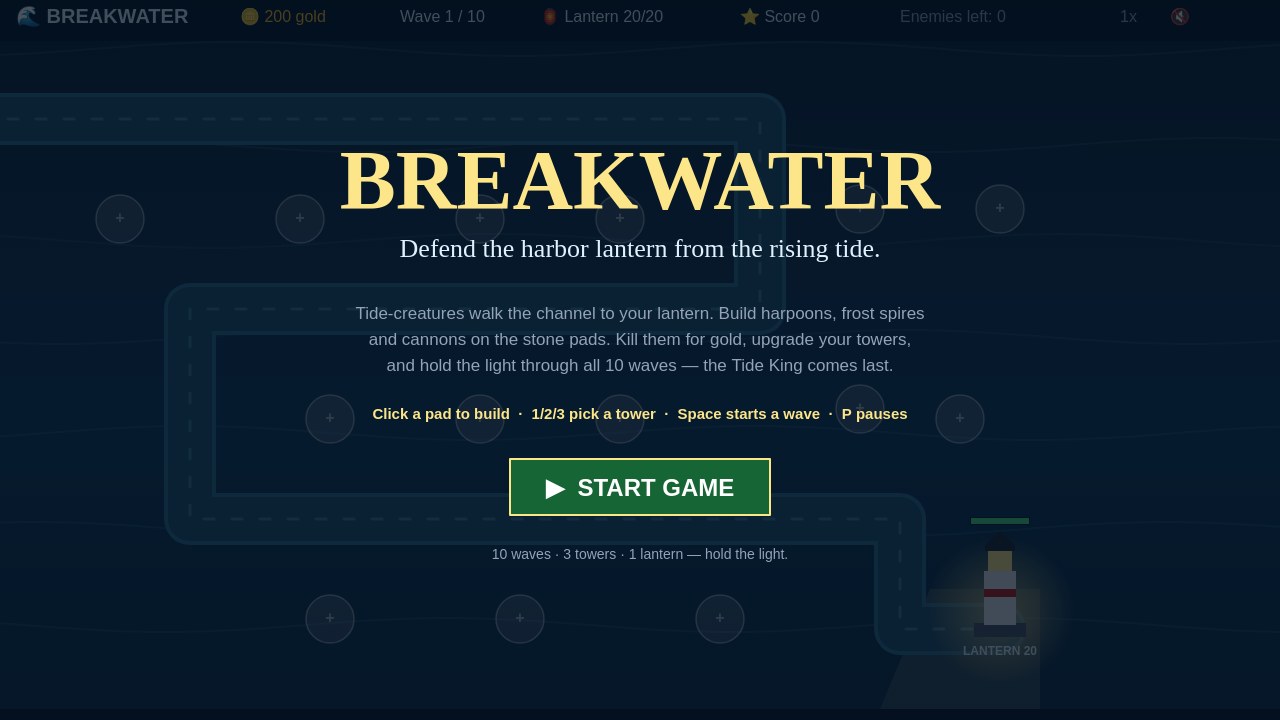 🌊 BREAKWATER 🪙 200 gold Wave 1 / 10 🏮 Lantern 20/20 ⭐ Score 0 Enemies left: 0 1x 🔇
BREAKWATER
+ + + + + +
Defend the harbor lantern from the rising tide.
Tide-creatures walk the channel to your lantern. Build harpoons, frost spires
and cannons on the stone pads. Kill them for gold, upgrade your towers,
and hold the light through all 10 waves — the Tide King comes last.
Click a pad to build · 1/2/3 pick a tower · Space starts a wave · P pauses
+ + + + +
▶ START GAME
10 waves · 3 towers · 1 lantern — hold the light.
+ + +
LANTERN 20